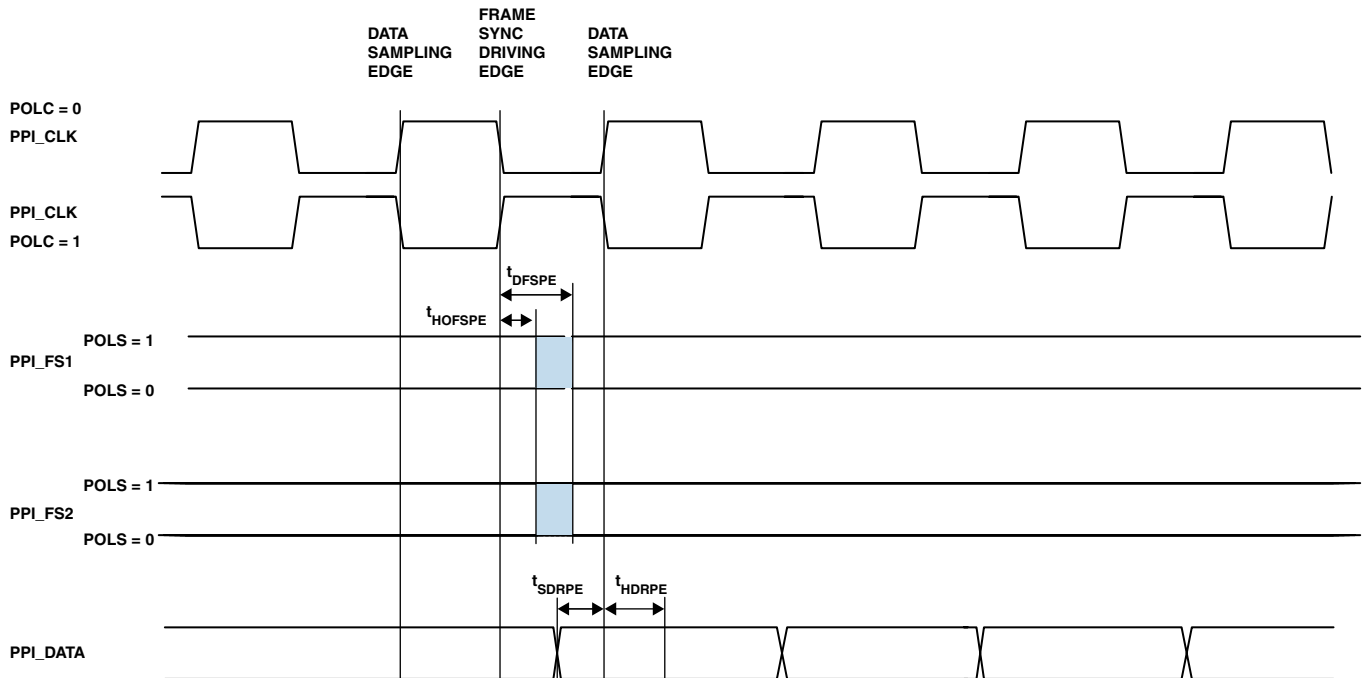 DATA
SAMPLING
EDGE
FRAME
SYNC
DRIVING
EDGE
DATA
SAMPLING
EDGE
POLC = 0
PPI_CLK
PPI_CLK
POLC = 1
tDFSPE
tHOFSPE
POLS = 1
PPI_FS1
POLS = 0
POLS = 1
PPI_FS2
POLS = 0
tSDRPE
tHDRPE
PPI_DATA